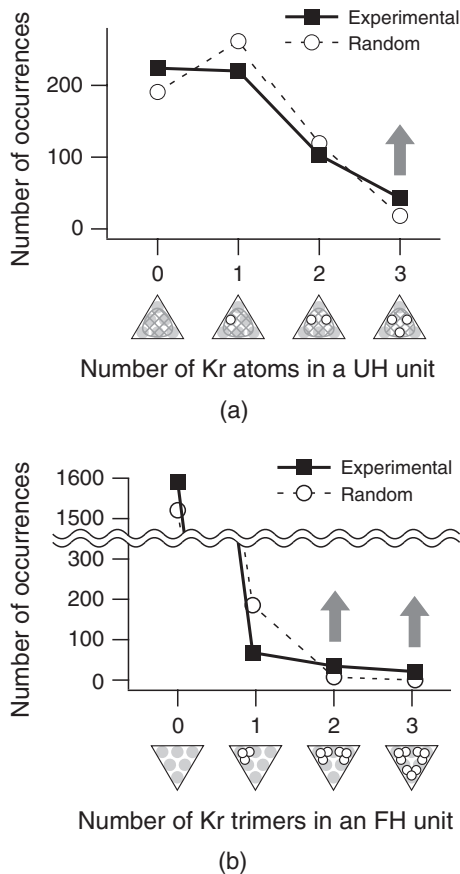 Experimental
Random
Number of occurrences
200
100
0
0 1 2 3
Number of Kr atoms in a UH unit
(a)
Experimental
Random
Number of occurrences
1600
1500
300
200
100
0
0 1 2 3
Number of Kr trimers in an FH unit
(b)